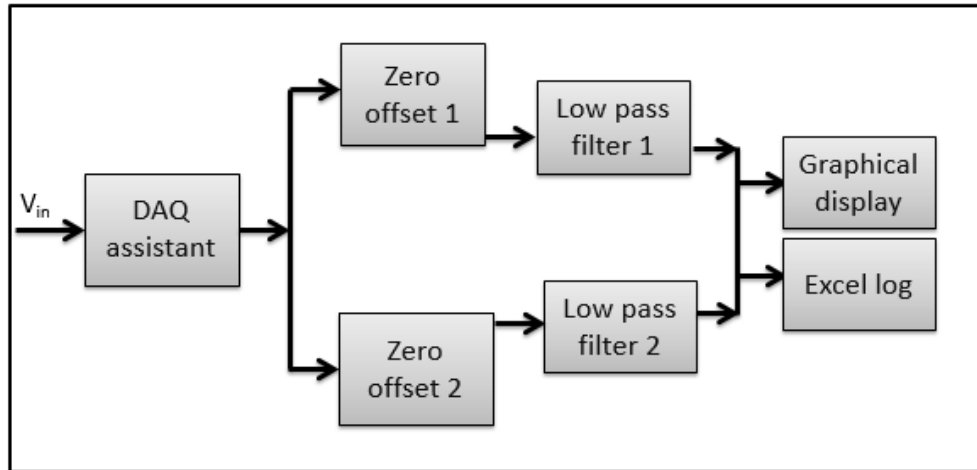 V_in
DAQ
assistant
Zero
offset 1
Low pass
filter 1
Zero
offset 2
Low pass
filter 2
Graphical
display
Excel log